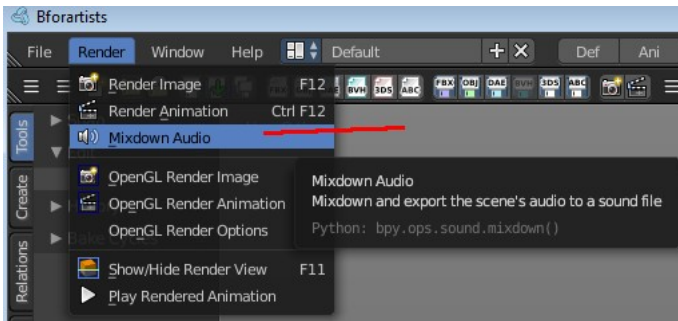 Bforartists
File Render Window Help Default Def Ani
FBX OBJ DAE BVH 3DS ABC
BVH 3DS ABC
Render Image F12
Render Animation Ctrl F12
Mixdown Audio
OpenGL Render Image
OpenGL Render Animation
OpenGL Render Options
Show/Hide Render View F11
Play Rendered Animation
Mixdown Audio
Mixdown and export the scene's audio to a sound file
Python: bpy.ops.sound.mixdown()
Tools
Create
Relations